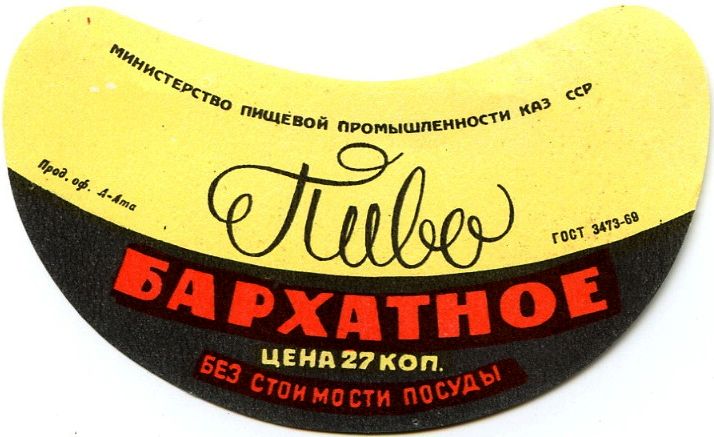 МИНИСТЕРСТВО ПИЩЕВОЙ ПРОМЫШЛЕННОСТИ КАЗ ССР
Пиво
Прод. оф. А-Ата
ГОСТ 3473-69
БАРХАТНОЕ
ЦЕНА 27 КОП.
БЕЗ СТОИМОСТИ ПОСУДЫ